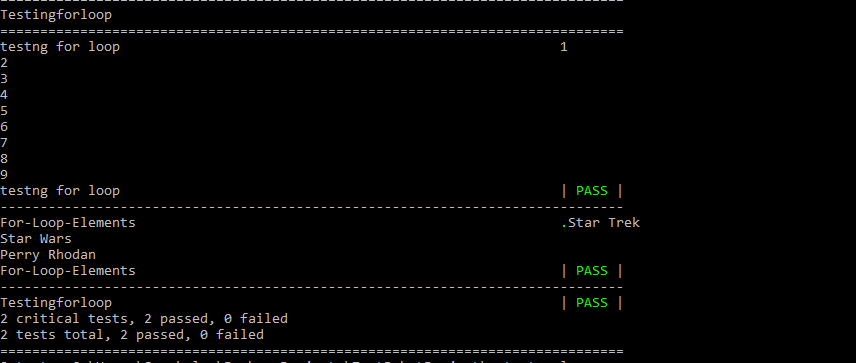 ==============================================================================
Testingforloop
==============================================================================
testng for loop                                                       1
2
3
4
5
6
7
8
9
testng for loop                                                       | PASS |
------------------------------------------------------------------------------
For-Loop-Elements                                                     .Star Trek
Star Wars
Perry Rhodan
For-Loop-Elements                                                     | PASS |
------------------------------------------------------------------------------
Testingforloop                                                        | PASS |
2 critical tests, 2 passed, 0 failed
2 tests total, 2 passed, 0 failed
==============================================================================